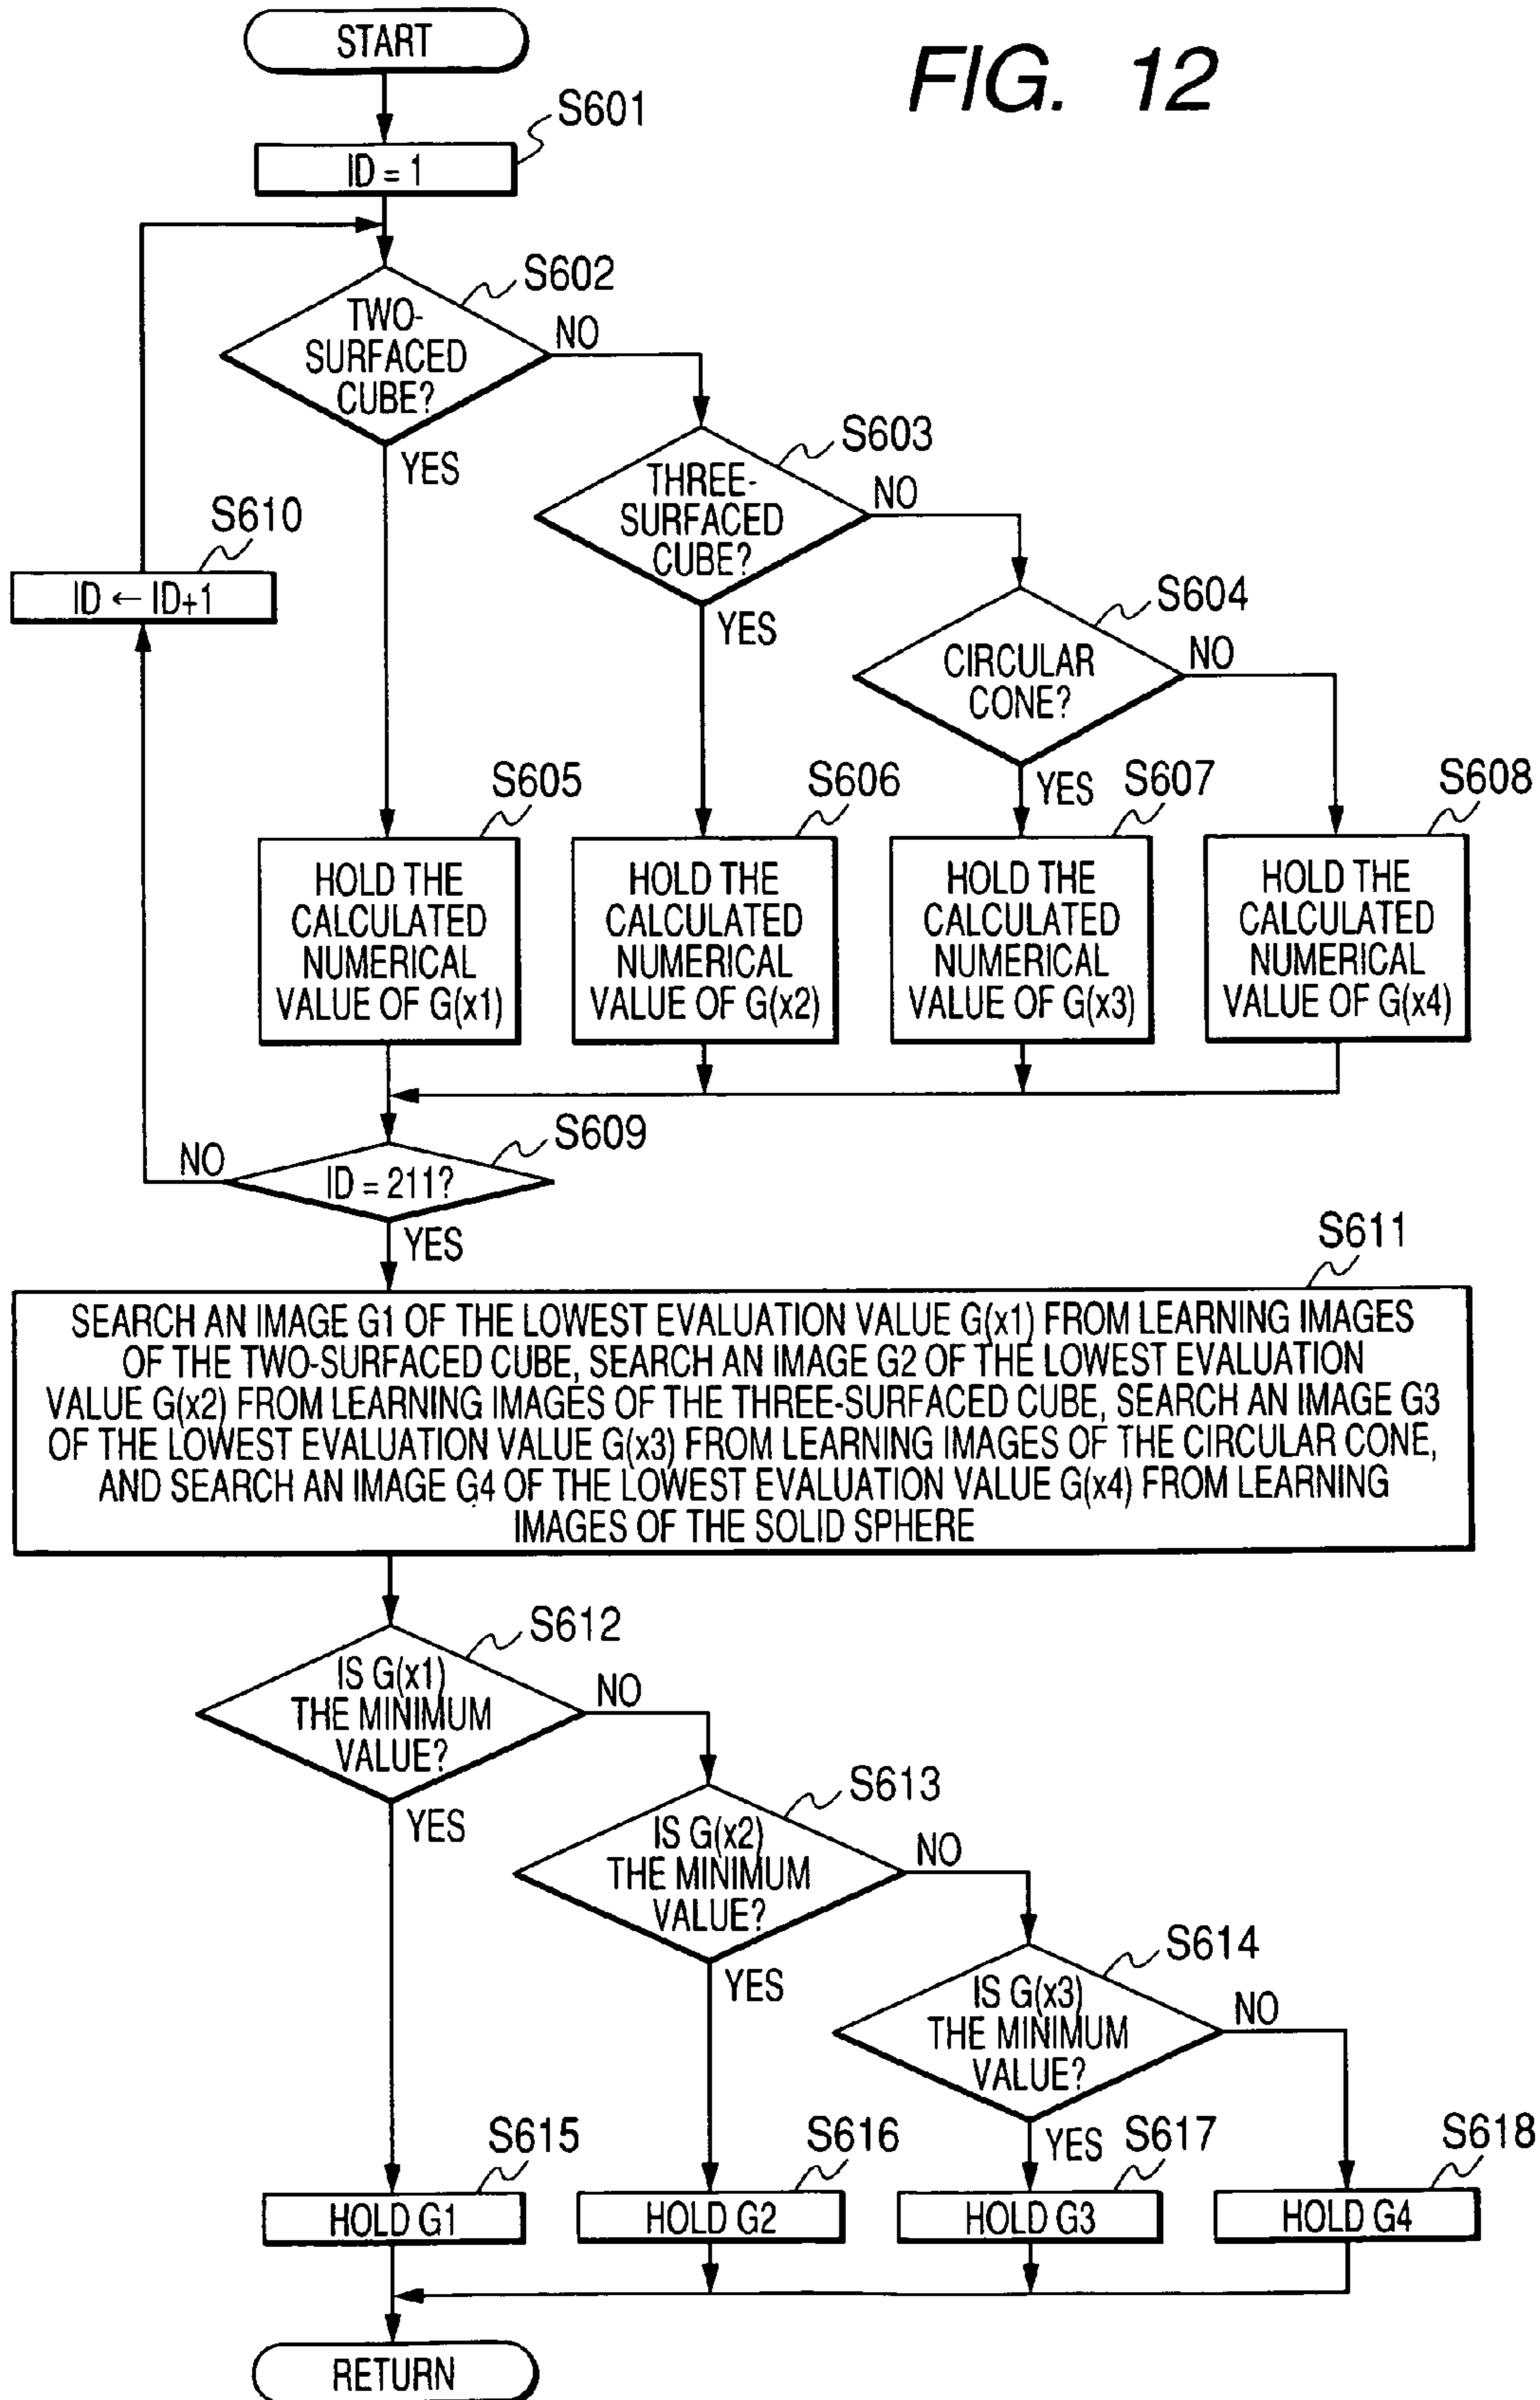 START
FIG. 12
S601
ID = 1
S602
TWO-
SURFACED
CUBE?
NO
YES
S603
THREE-
SURFACED
CUBE?
NO
YES
S610
ID ← ID+1
S604
CIRCULAR
CONE?
NO
YES
S605
HOLD THE
CALCULATED
NUMERICAL
VALUE OF G(x1)
S606
HOLD THE
CALCULATED
NUMERICAL
VALUE OF G(x2)
S607
HOLD THE
CALCULATED
NUMERICAL
VALUE OF G(x3)
S608
HOLD THE
CALCULATED
NUMERICAL
VALUE OF G(x4)
S609
ID = 211?
NO
YES
S611
SEARCH AN IMAGE G1 OF THE LOWEST EVALUATION VALUE G(x1) FROM LEARNING IMAGES
OF THE TWO-SURFACED CUBE, SEARCH AN IMAGE G2 OF THE LOWEST EVALUATION
VALUE G(x2) FROM LEARNING IMAGES OF THE THREE-SURFACED CUBE, SEARCH AN IMAGE G3
OF THE LOWEST EVALUATION VALUE G(x3) FROM LEARNING IMAGES OF THE CIRCULAR CONE,
AND SEARCH AN IMAGE G4 OF THE LOWEST EVALUATION VALUE G(x4) FROM LEARNING
IMAGES OF THE SOLID SPHERE
S612
IS G(x1)
THE MINIMUM
VALUE?
NO
YES
S613
IS G(x2)
THE MINIMUM
VALUE?
NO
YES
S614
IS G(x3)
THE MINIMUM
VALUE?
NO
YES
S615
HOLD G1
S616
HOLD G2
S617
HOLD G3
S618
HOLD G4
RETURN